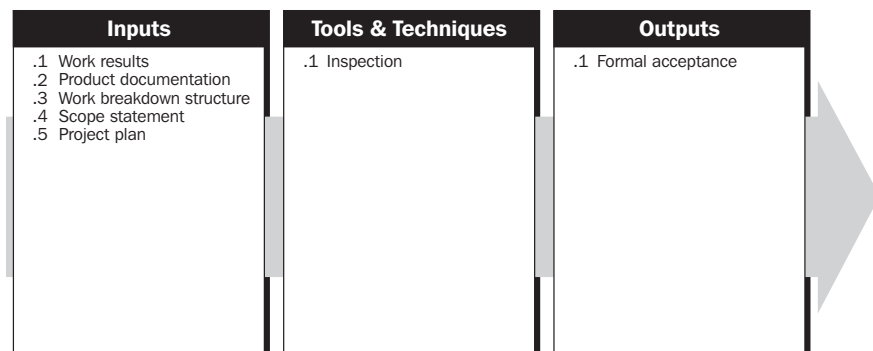 Inputs
.1 Work results
.2 Product documentation
.3 Work breakdown structure
.4 Scope statement
.5 Project plan
Tools & Techniques
.1 Inspection
Outputs
.1 Formal acceptance